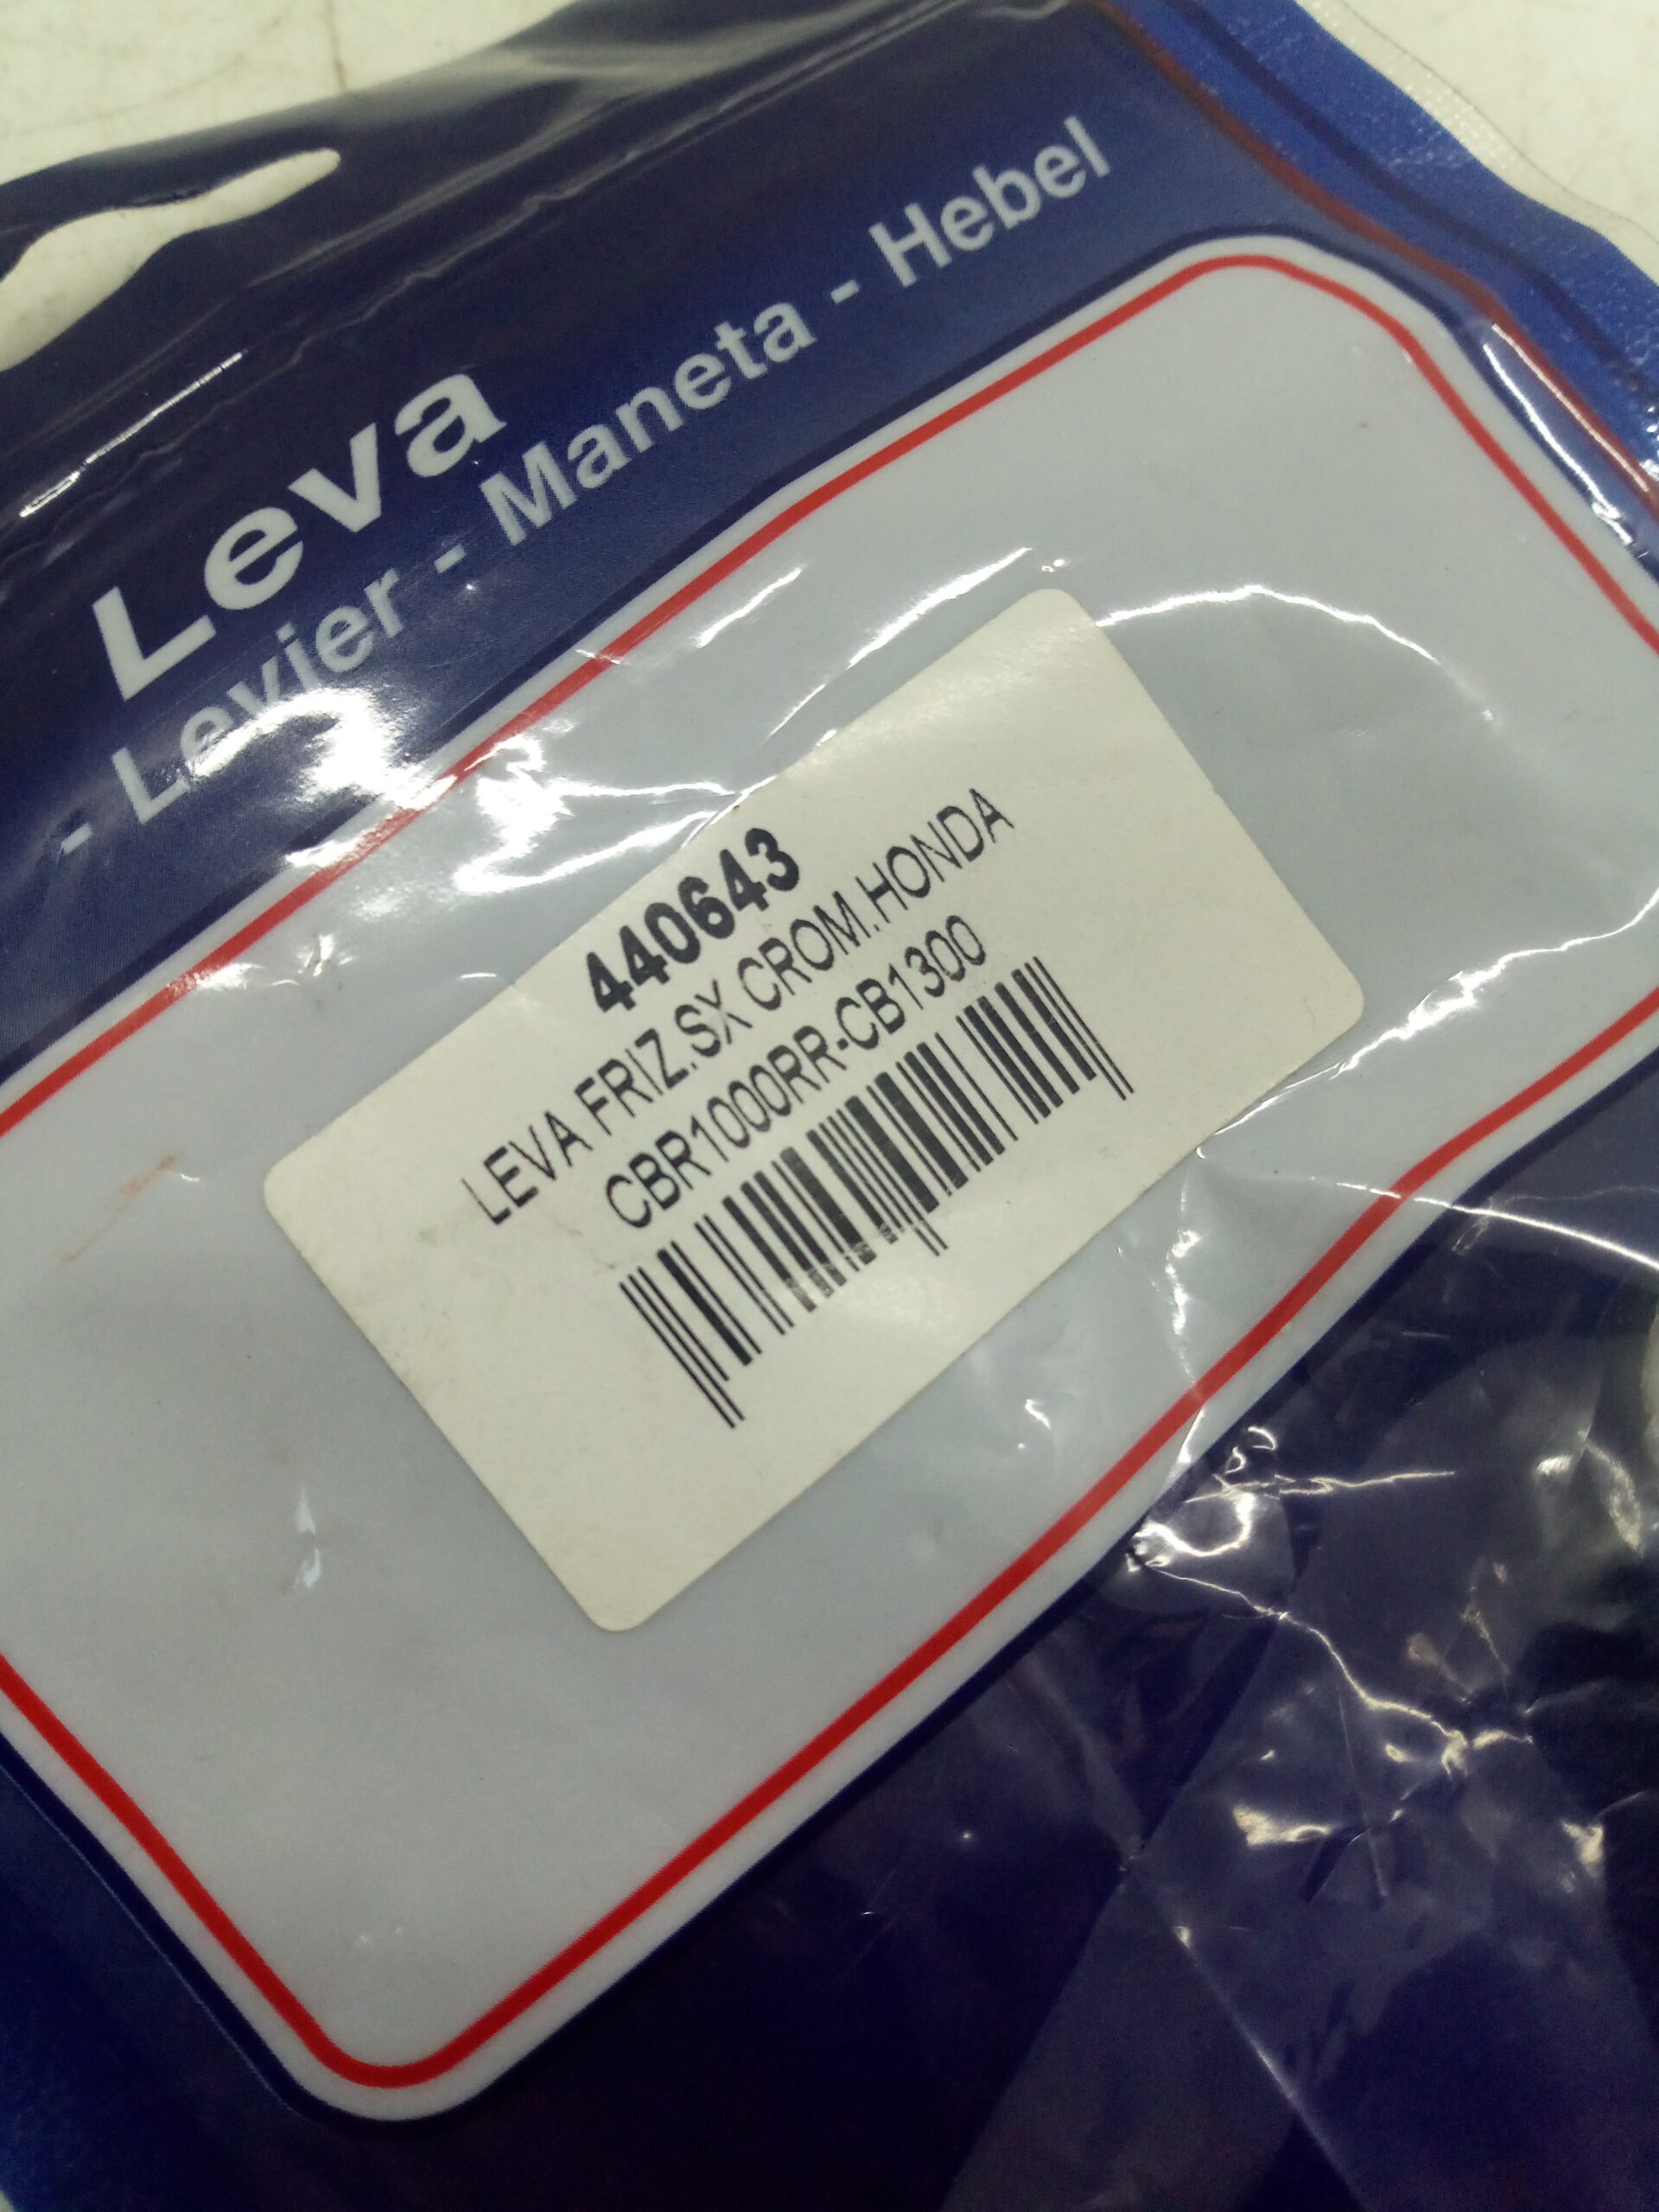 Leva
- Levier - Maneta - Hebel
440643
LEVA FRIZ.SX CROM.HONDA
CBR1000RR-CB1300